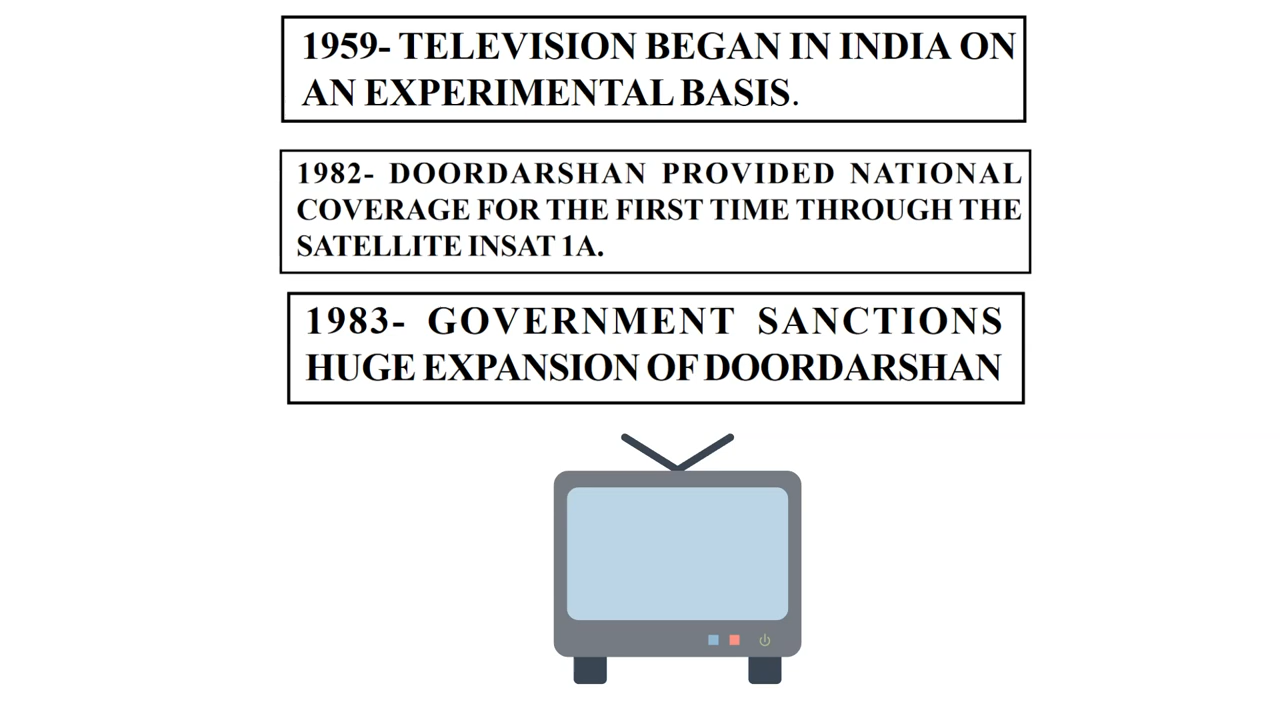 1959- TELEVISION BEGAN IN INDIA ON
AN EXPERIMENTAL BASIS.
1982- DOORDARSHAN PROVIDED NATIONAL
COVERAGE FOR THE FIRST TIME THROUGH THE
SATELLITE INSAT 1A.
1983- GOVERNMENT SANCTIONS
HUGE EXPANSION OF DOORDARSHAN